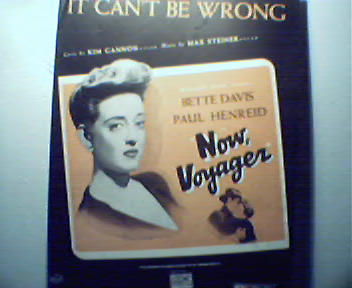 IT CAN'T BE WRONG
Lyric by KIM GANNON Music by MAX STEINER
BETTE DAVIS
PAUL HENREID
Now,
Voyager